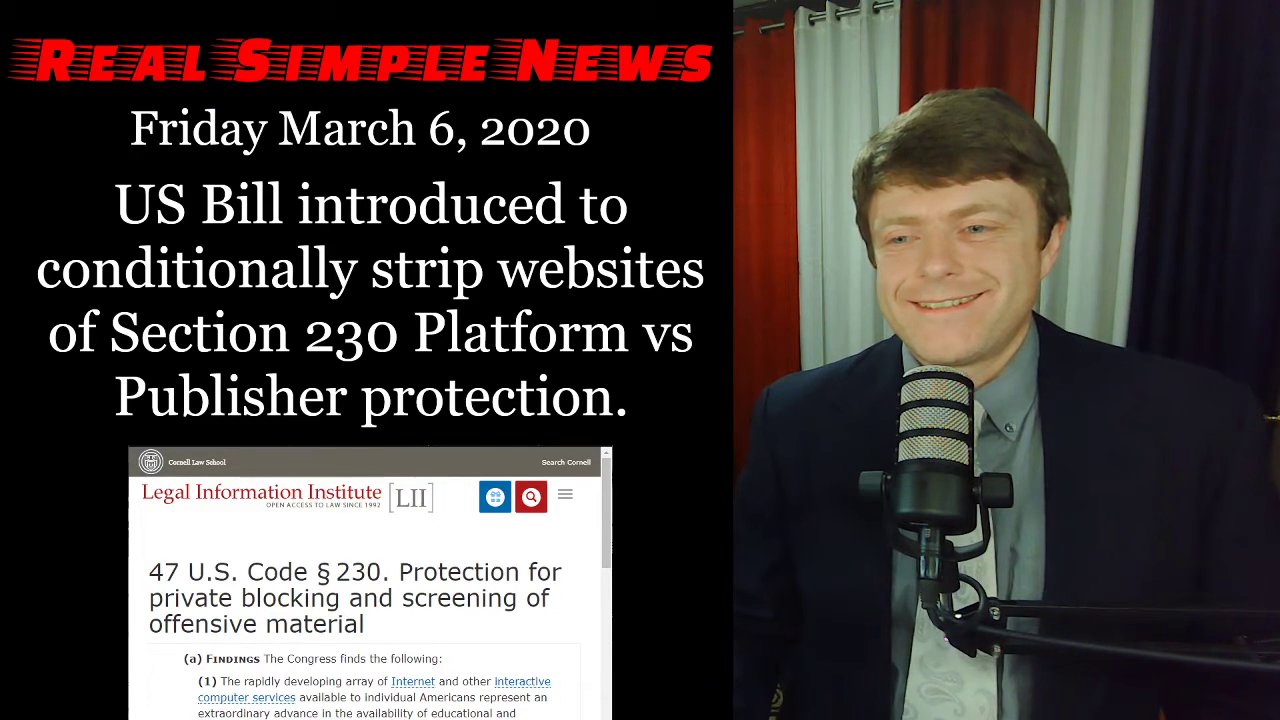 REAL SIMPLE NEWS
Friday March 6, 2020
US Bill introduced to
conditionally strip websites
of Section 230 Platform vs
Publisher protection.
Cornell Law School
Search Cornell
Legal Information Institute [LII]
OPEN ACCESS TO LAW SINCE 1992
47 U.S. Code § 230. Protection for
private blocking and screening of
offensive material
(a) FINDINGS The Congress finds the following:
(1) The rapidly developing array of Internet and other interactive
computer services available to individual Americans represent an
extraordinary advance in the availability of educational and